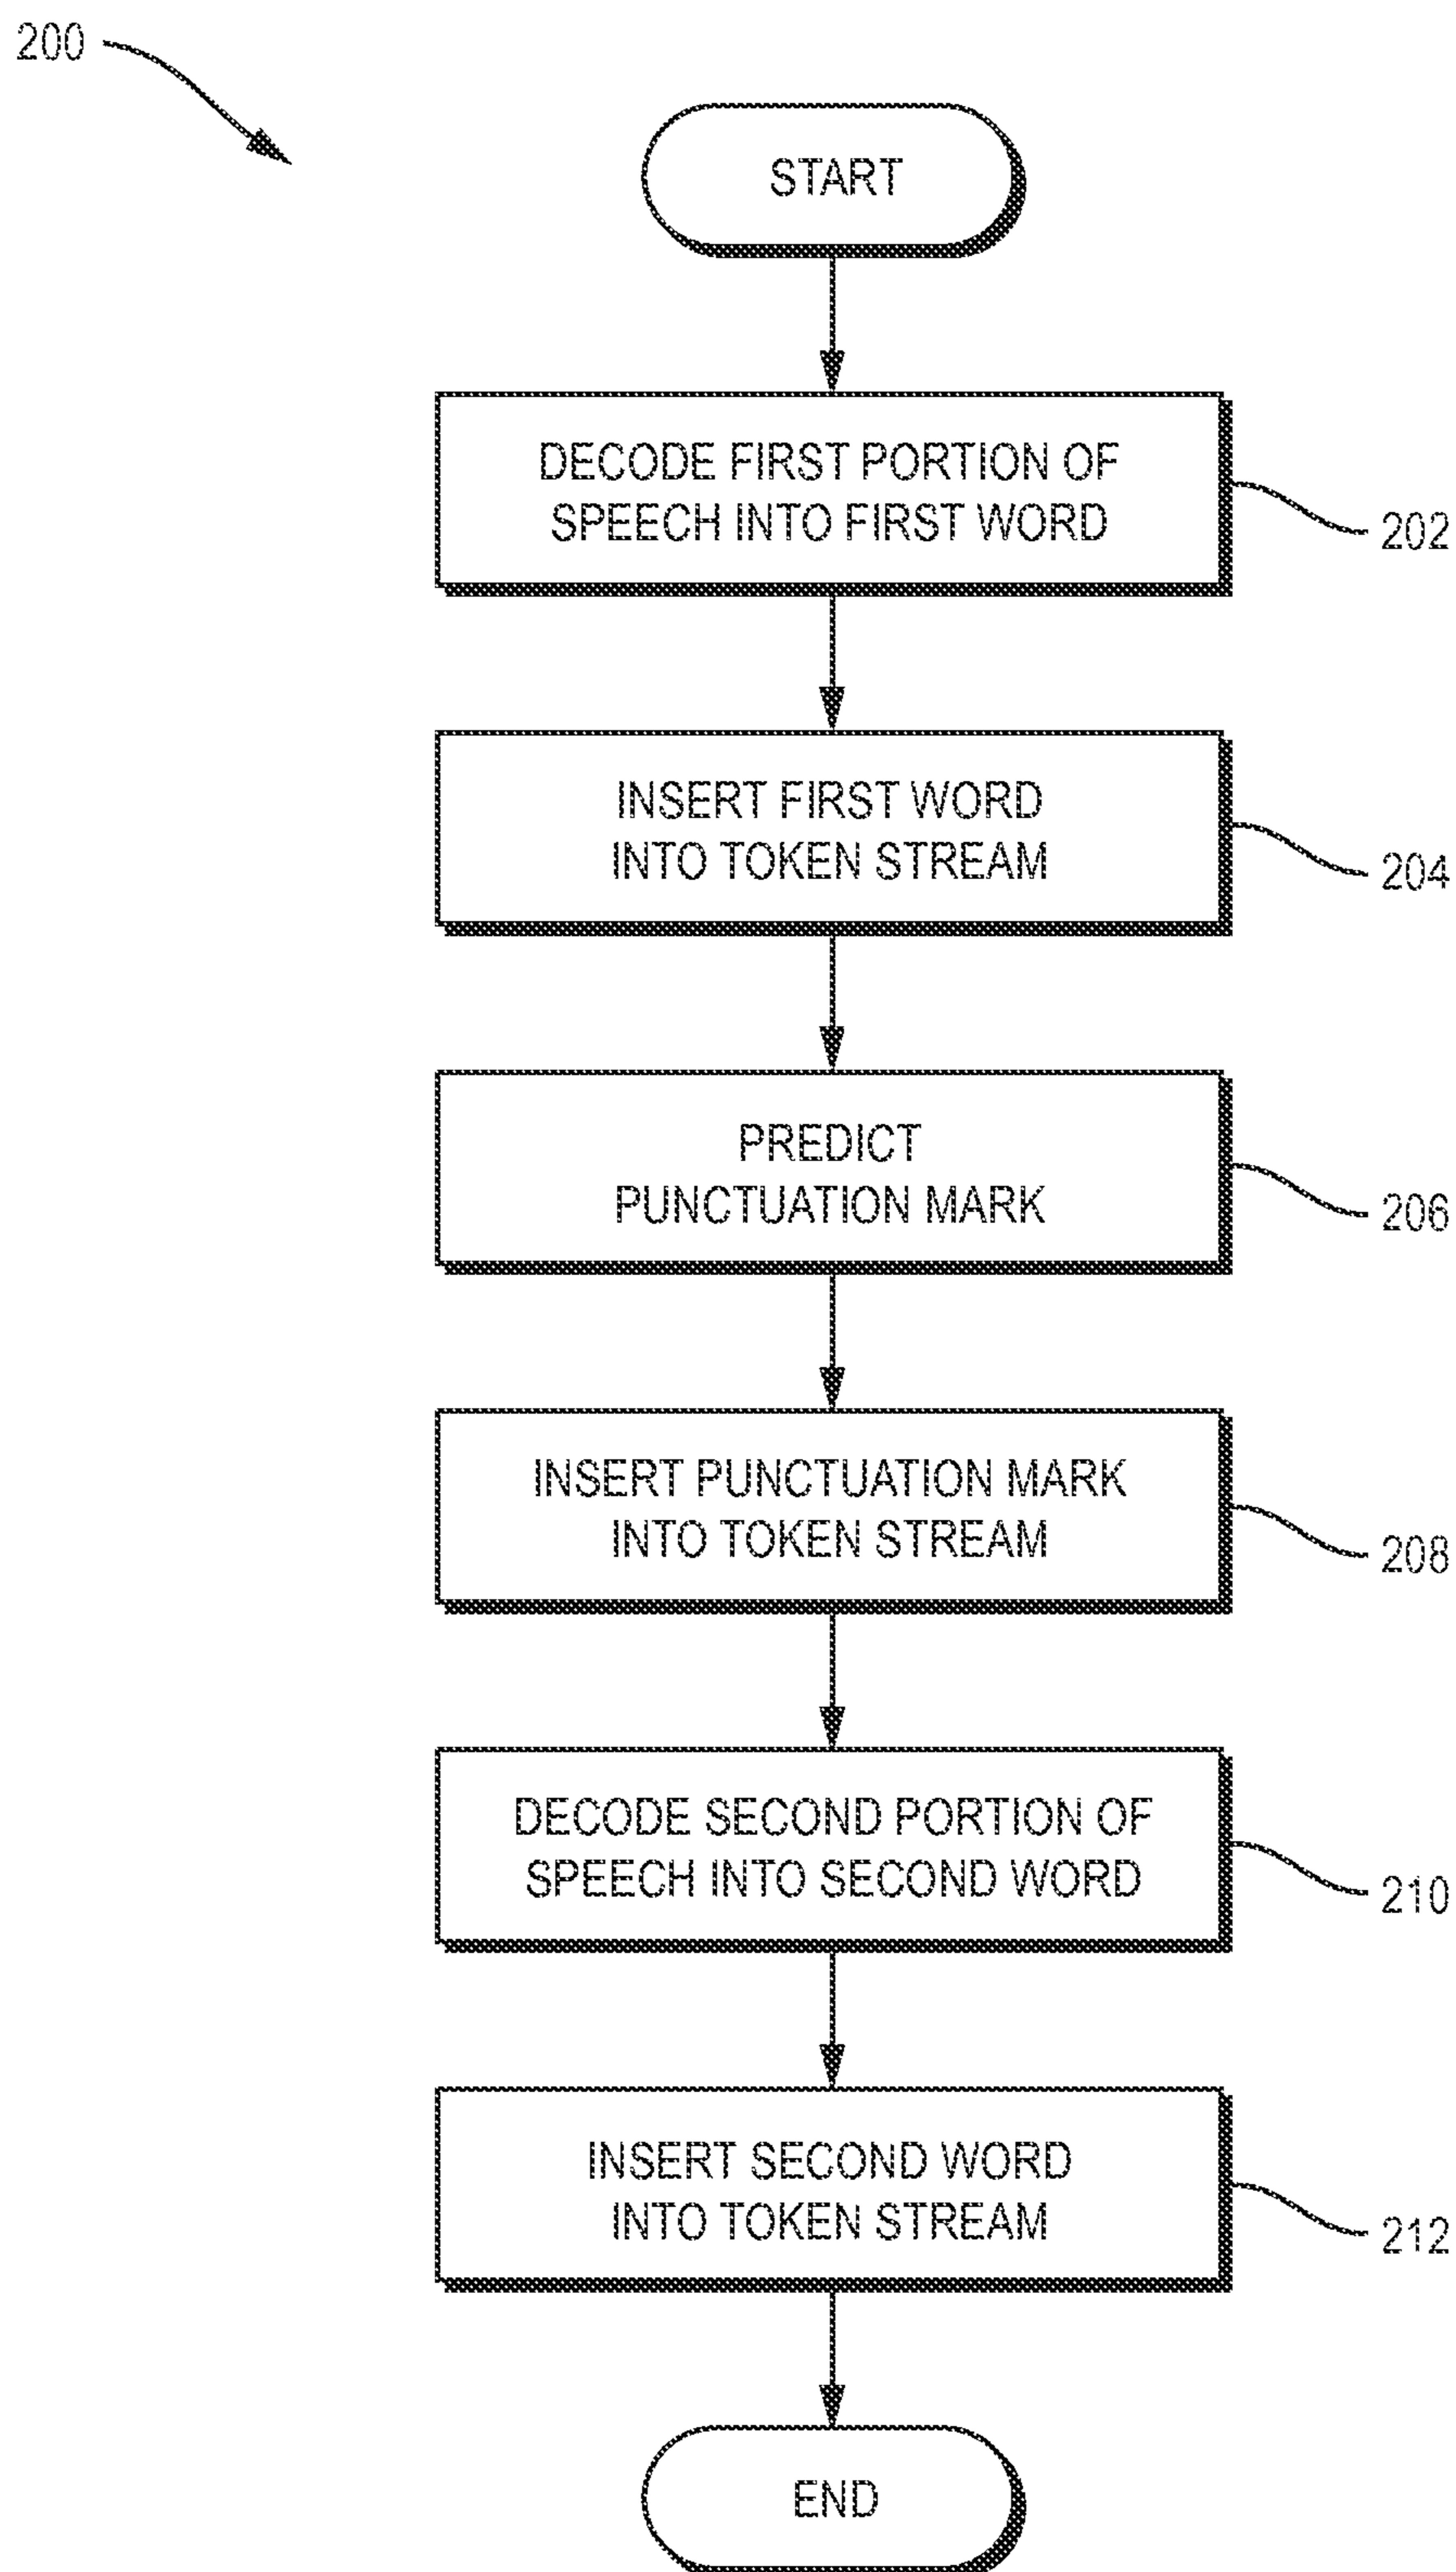 200
START
DECODE FIRST PORTION OF
SPEECH INTO FIRST WORD
202
INSERT FIRST WORD
INTO TOKEN STREAM
204
PREDICT
PUNCTUATION MARK
206
INSERT PUNCTUATION MARK
INTO TOKEN STREAM
208
DECODE SECOND PORTION OF
SPEECH INTO SECOND WORD
210
INSERT SECOND WORD
INTO TOKEN STREAM
212
END